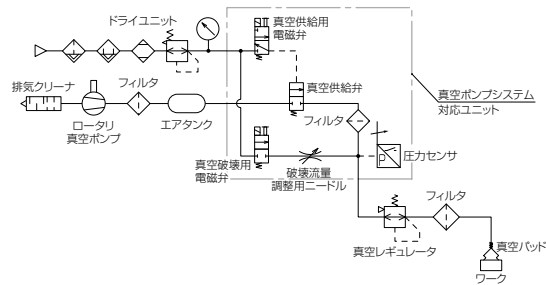 ドライユニット
真空供給用
電磁弁
排気クリーナ
フィルタ
真空供給弁
真空ポンプシステム
対応ユニット
ロータリ
真空ポンプ
エアタンク
フィルタ
真空破壊用
電磁弁
破壊流量
調整用ニードル
P
圧力センサ
フィルタ
真空レギュレータ
真空パッド
ワーク